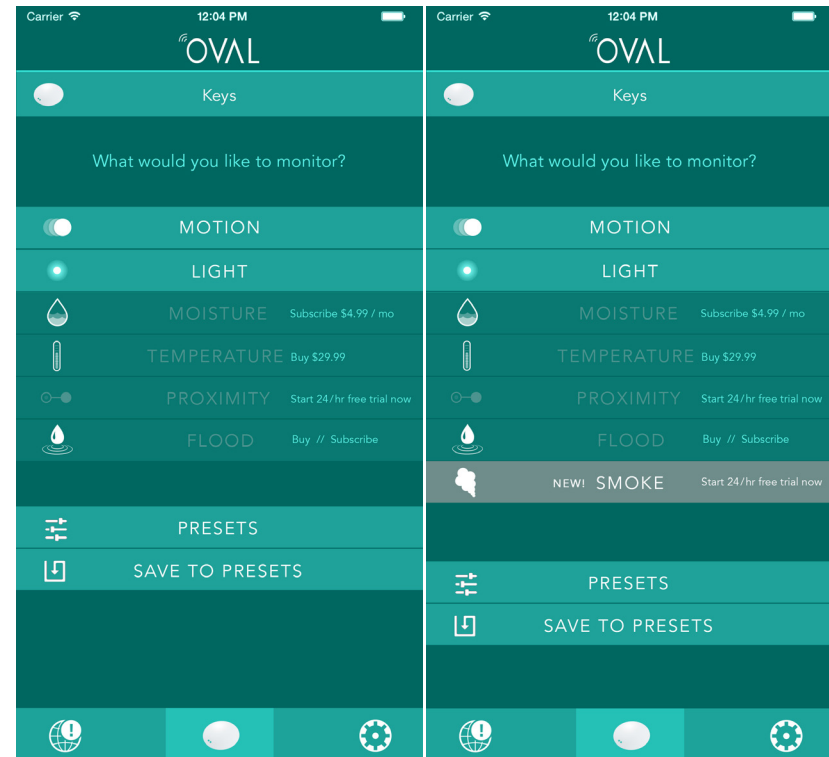 Carrier 12:04 PM
OVAL
Keys
What would you like to monitor?
MOTION
LIGHT
MOISTURE Subscribe $4.99 / mo
TEMPERATURE Buy $29.99
PROXIMITY Start 24/hr free trial now
FLOOD Buy // Subscribe
PRESETS
SAVE TO PRESETS
Carrier 12:04 PM
OVAL
Keys
What would you like to monitor?
MOTION
LIGHT
MOISTURE Subscribe $4.99 / mo
TEMPERATURE Buy $29.99
PROXIMITY Start 24/hr free trial now
FLOOD Buy // Subscribe
NEW! SMOKE Start 24/hr free trial now
PRESETS
SAVE TO PRESETS